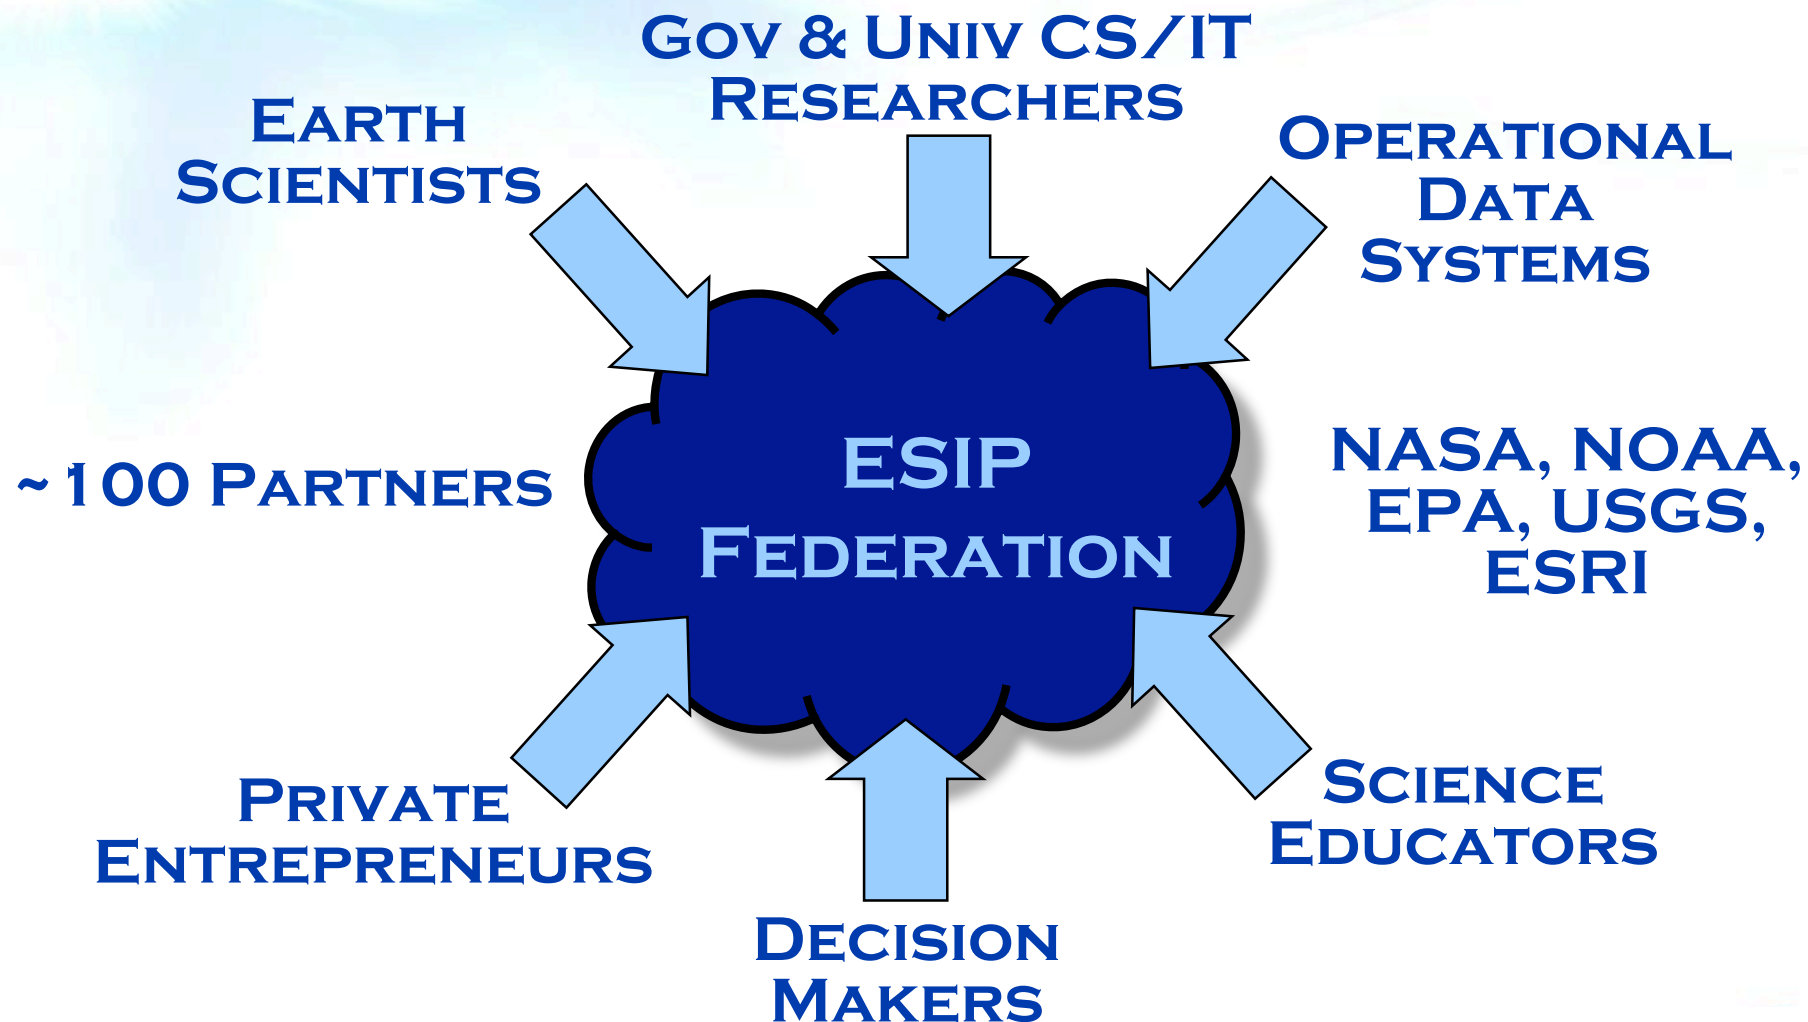 Gov & Univ CS/IT
Researchers
Earth
Scientists
Operational
Data
Systems
~100 Partners
ESIP
Federation
NASA, NOAA,
EPA, USGS,
ESRI
Private
Entrepreneurs
Science
Educators
Decision
Makers